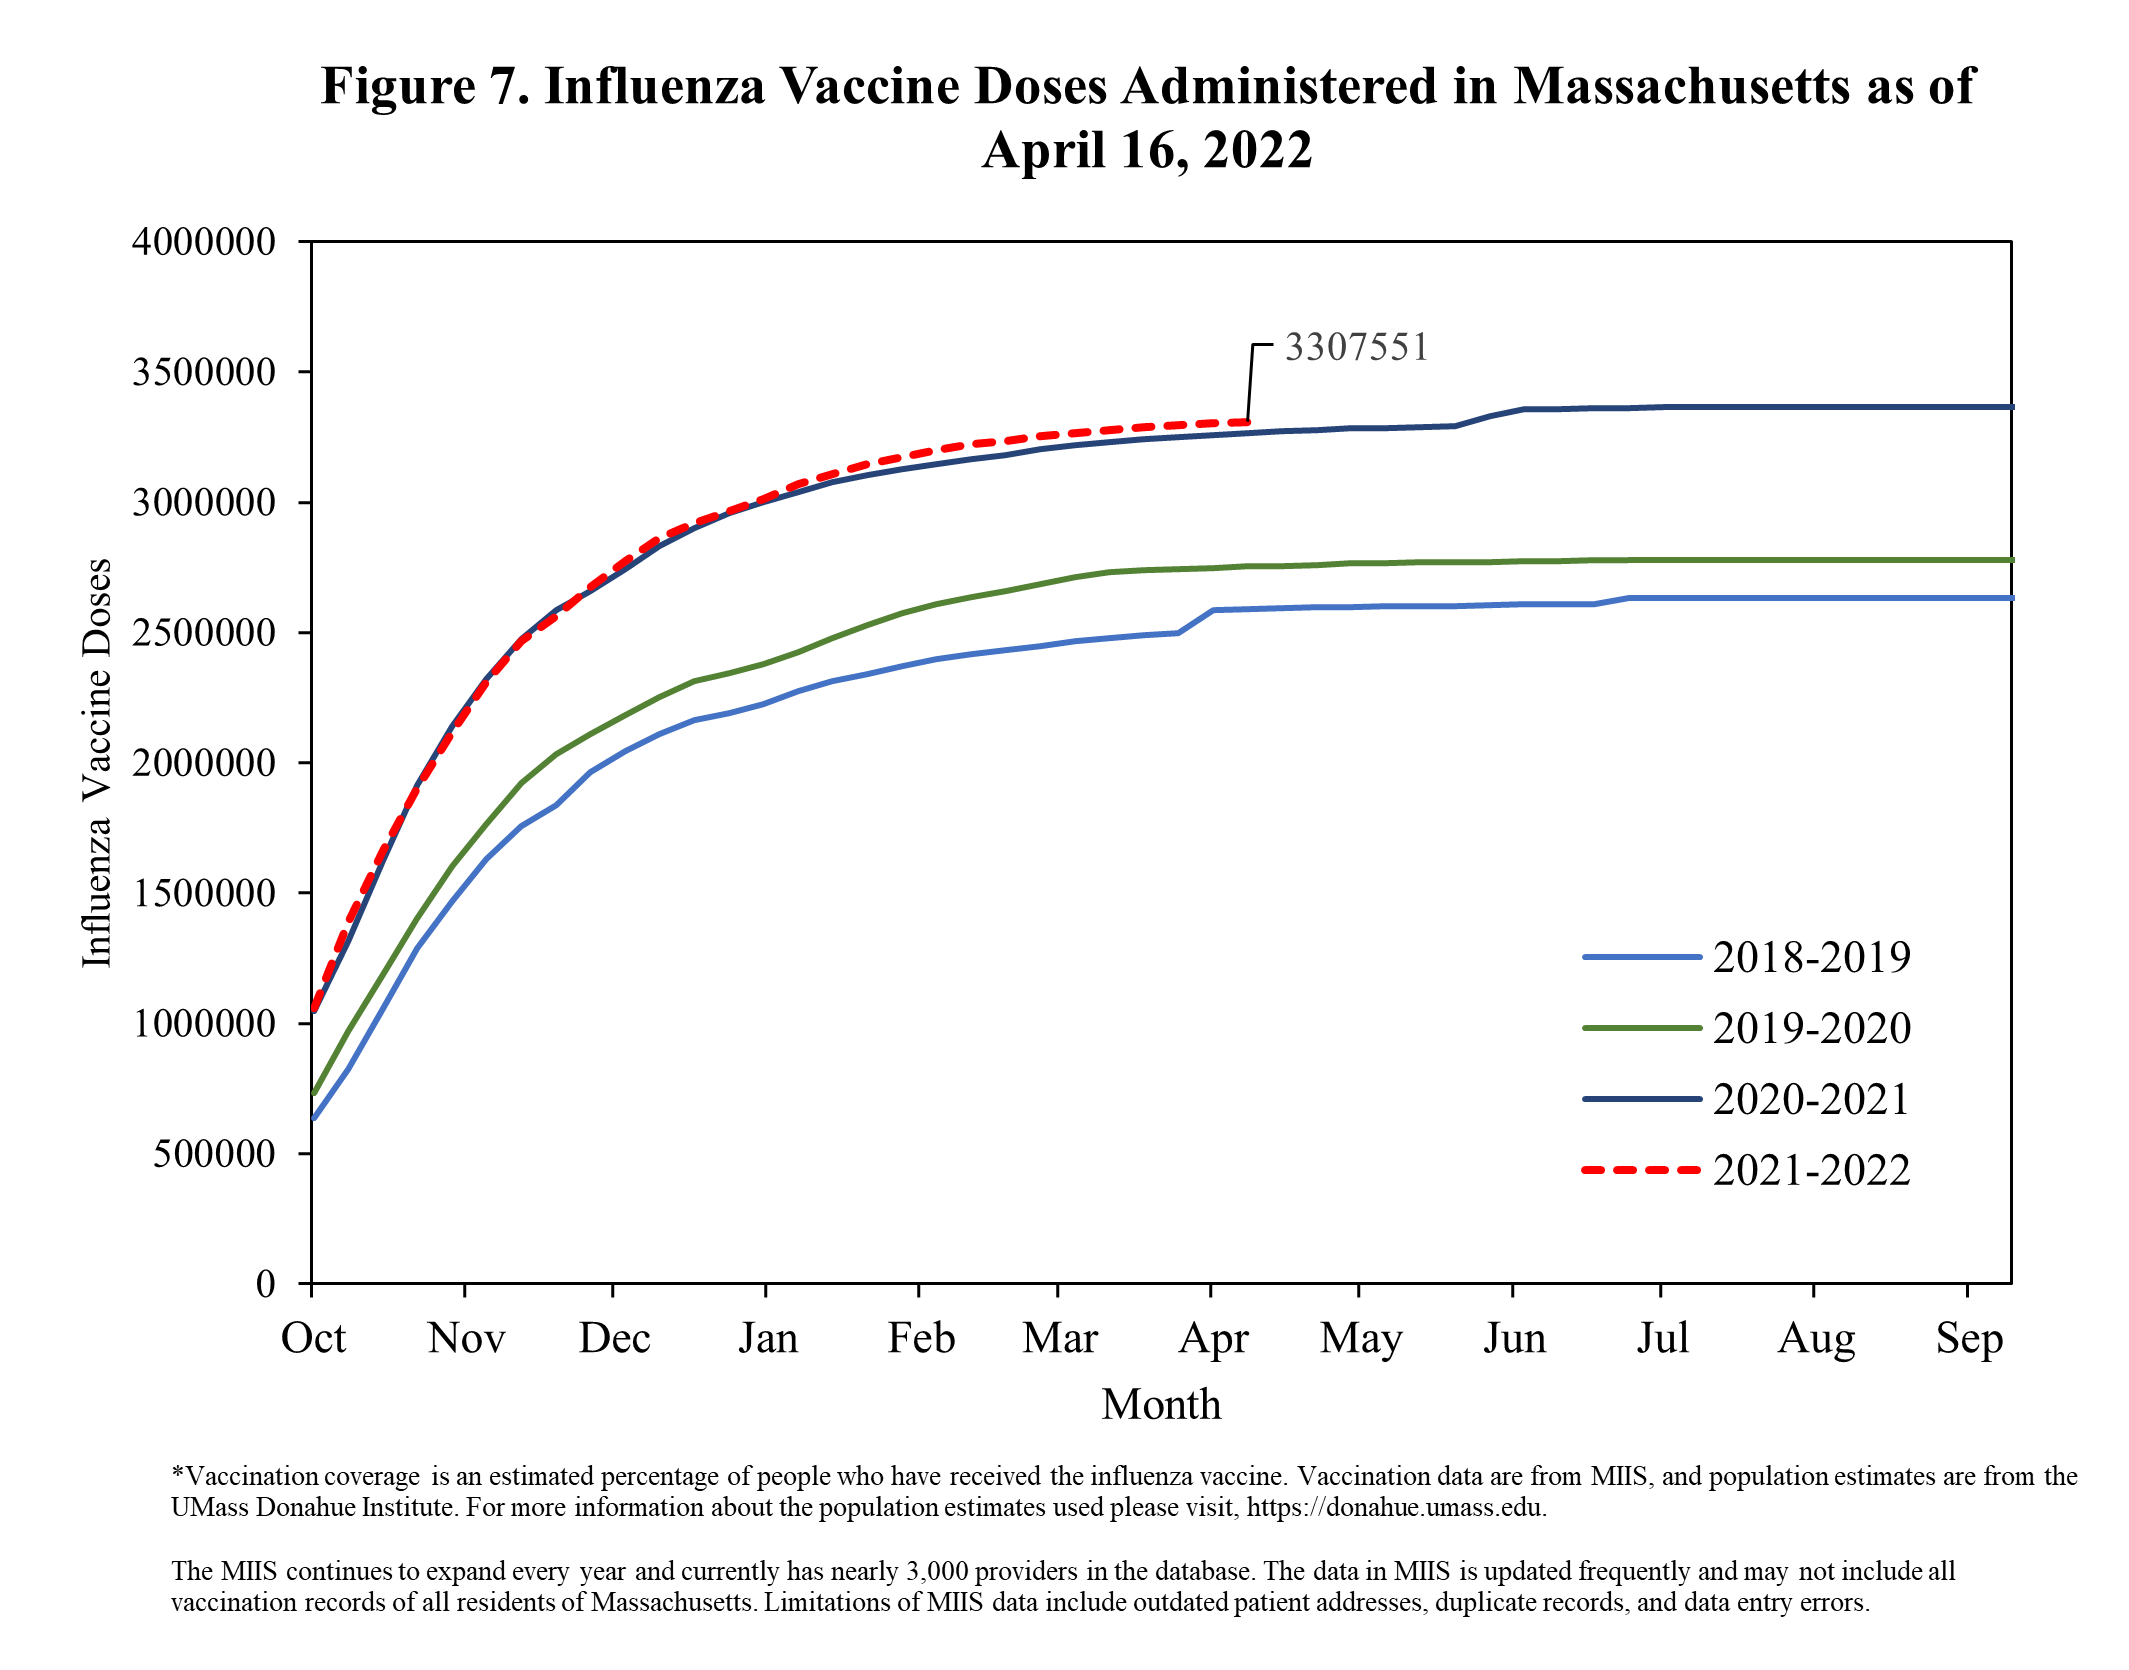 Figure 7. Influenza Vaccine Doses Administered in Massachusetts as of
April 16, 2022
4000000
3500000
3000000
2500000
2000000
1500000
1000000
500000
0
Influenza Vaccine Doses
3307551
2018-2019
2019-2020
2020-2021
2021-2022
Oct Nov Dec Jan Feb Mar Apr May Jun Jul Aug Sep
Month
*Vaccination coverage is an estimated percentage of people who have received the influenza vaccine. Vaccination data are from MIIS, and population estimates are from the
UMass Donahue Institute. For more information about the population estimates used please visit, https://donahue.umass.edu.
The MIIS continues to expand every year and currently has nearly 3,000 providers in the database. The data in MIIS is updated frequently and may not include all
vaccination records of all residents of Massachusetts. Limitations of MIIS data include outdated patient addresses, duplicate records, and data entry errors.